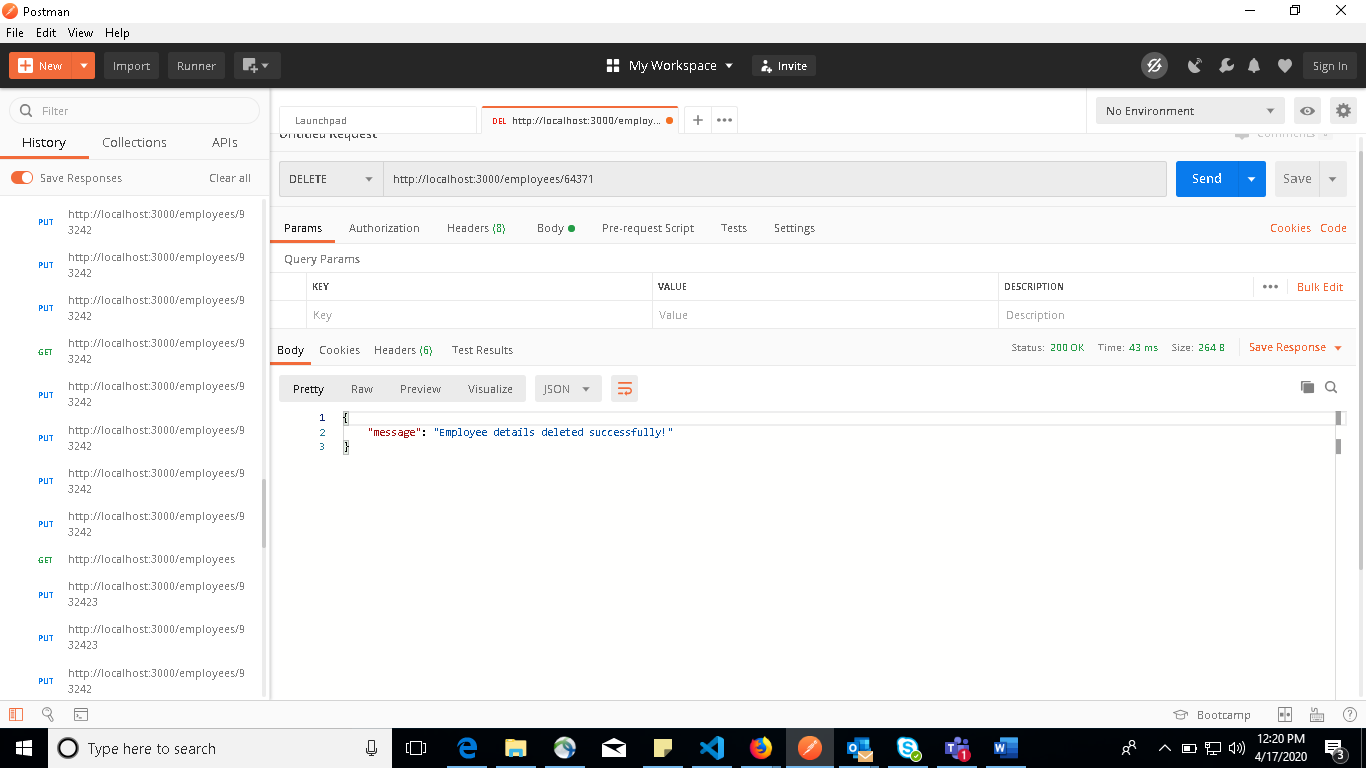 Postman
File Edit View Help
New Import Runner My Workspace Invite Sign In
Filter
History Collections APIs
Save Responses Clear all
PUT http://localhost:3000/employees/9
3242
PUT http://localhost:3000/employees/9
3242
PUT http://localhost:3000/employees/9
3242
GET http://localhost:3000/employees/9
3242
PUT http://localhost:3000/employees/9
3242
PUT http://localhost:3000/employees/9
3242
PUT http://localhost:3000/employees/9
3242
PUT http://localhost:3000/employees/9
3242
GET http://localhost:3000/employees
PUT http://localhost:3000/employees/9
32423
PUT http://localhost:3000/employees/9
32423
PUT http://localhost:3000/employees/9
3242
Launchpad DEL http://localhost:3000/employ... + ••• No Environment
Untitled Request Comments
DELETE http://localhost:3000/employees/64371 Send Save
Params Authorization Headers (8) Body Pre-request Script Tests Settings Cookies Code
Query Params
KEY VALUE DESCRIPTION ••• Bulk Edit
Key Value Description
Body Cookies Headers (6) Test Results Status: 200 OK Time: 43 ms Size: 264 B Save Response
Pretty Raw Preview Visualize JSON
1 {
2 "message": "Employee details deleted successfully!"
3 }
Bootcamp
Type here to search
1
12:20 PM
4/17/2020
3